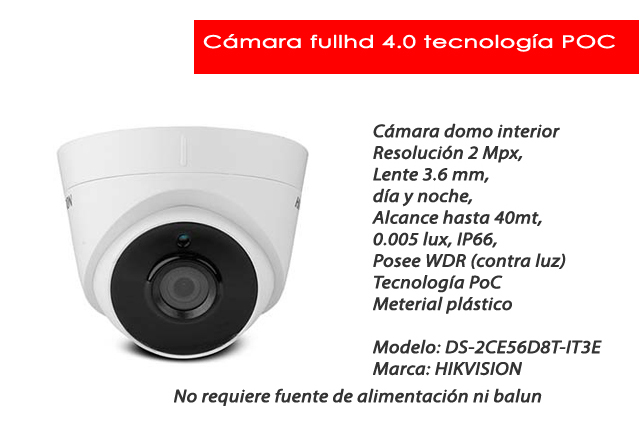 Cámara fullhd 4.0 tecnología POC
Cámara domo interior
Resolución 2 Mpx,
Lente 3.6 mm,
día y noche,
Alcance hasta 40mt,
0.005 lux, IP66,
Posee WDR (contra luz)
Tecnología PoC
Meterial plástico
Modelo: DS-2CE56D8T-IT3E
Marca: HIKVISION
No requiere fuente de alimentación ni balun